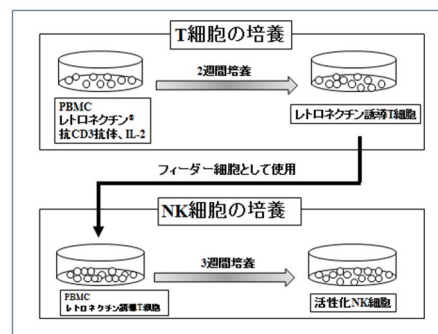 T細胞の培養
2週間培養
PBMC
レトロネクチン®
抗CD3抗体、IL-2
レトロネクチン誘導T細胞
フィーダー細胞として使用
NK細胞の培養
3週間培養
PBMC
レトロネクチン誘導T細胞
活性化NK細胞